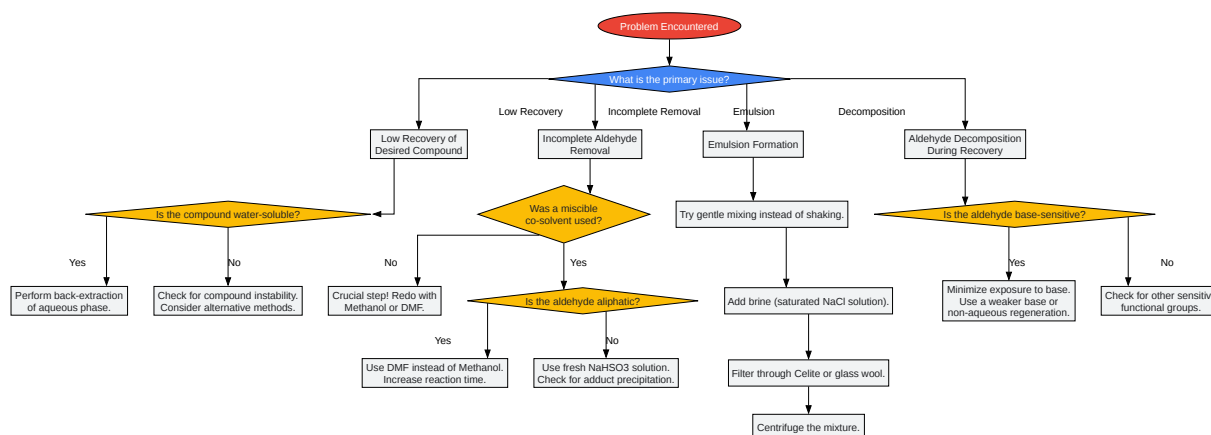 Problem Encountered
What is the primary issue?
Low Recovery
Incomplete Removal
Emulsion
Decomposition
Low Recovery of
Desired Compound
Incomplete Aldehyde
Removal
Emulsion Formation
Aldehyde Decomposition
During Recovery
Is the compound water-soluble?
Was a miscible
co-solvent used?
Try gentle mixing instead of shaking.
Is the aldehyde base-sensitive?
Yes
No
No
Yes
Yes
No
Perform back-extraction
of aqueous phase.
Check for compound instability.
Consider alternative methods.
Crucial step! Redo with
Methanol or DMF.
Is the aldehyde aliphatic?
Add brine (saturated NaCl solution).
Minimize exposure to base.
Use a weaker base or
non-aqueous regeneration.
Check for other sensitive
functional groups.
Yes
No
Use DMF instead of Methanol.
Increase reaction time.
Use fresh NaHSO3 solution.
Check for adduct precipitation.
Filter through Celite or glass wool.
Centrifuge the mixture.